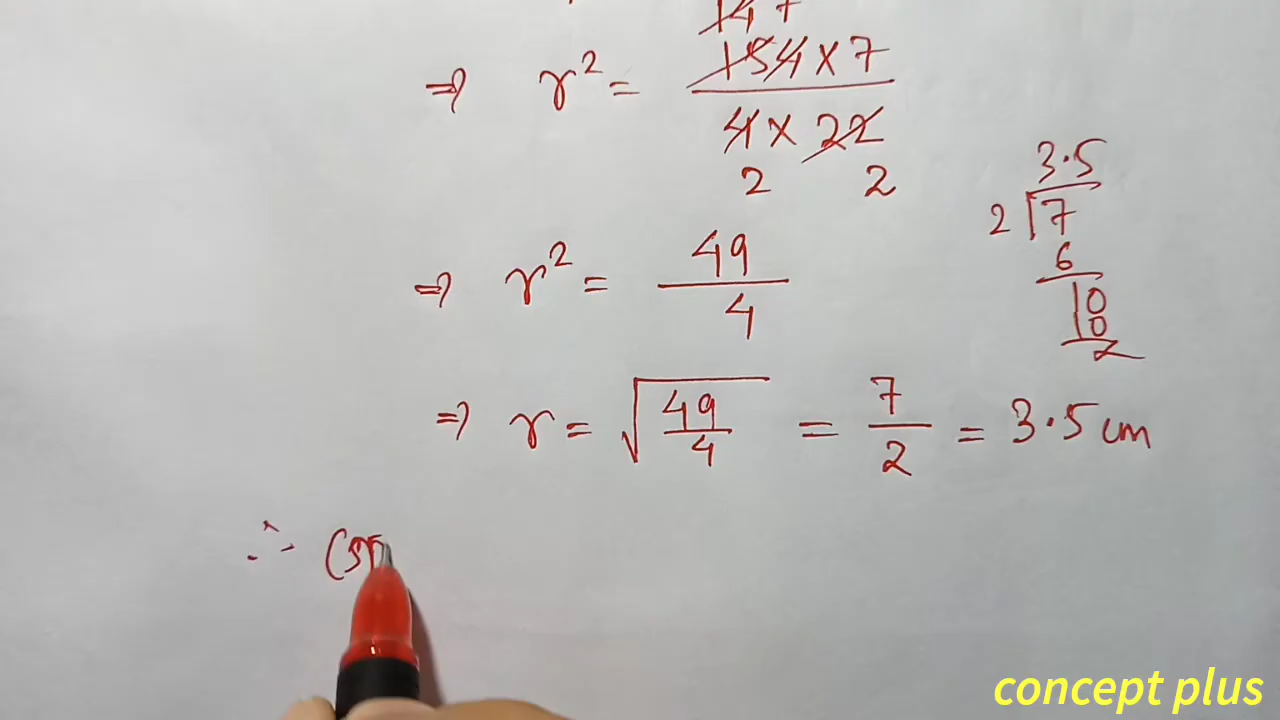 14 7
⇒ r² = 154 × 7 / 4 × 22
2 2
⇒ r² = 49 / 4
⇒ r = √49/4 = 7/2 = 3.5 cm
3.5
2 7
6
10
10
∴
concept plus